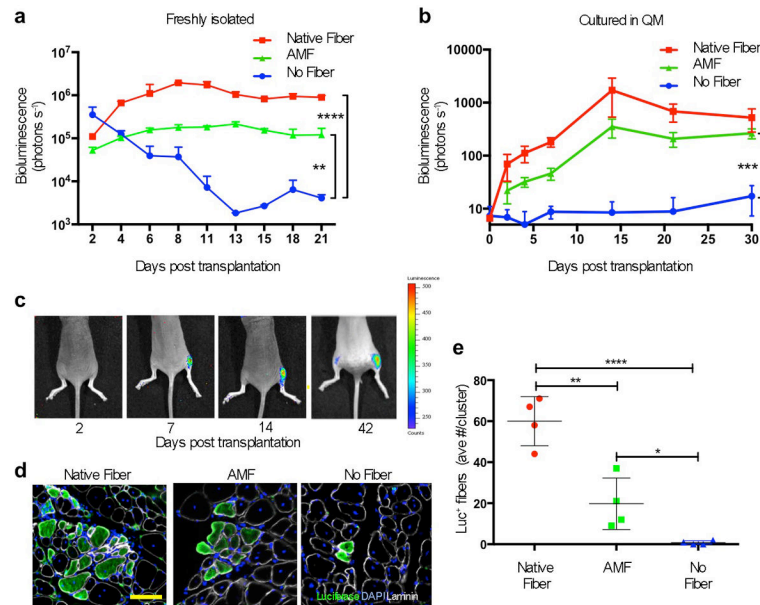 a
Freshly isolated
Native Fiber
AMF
No Fiber
Bioluminescence
(photons s⁻¹)
10⁷
10⁶
10⁵
10⁴
10³
****
**
2 4 6 8 11 13 15 18 21
Days post transplantation
b
Cultured in QM
Native Fiber
AMF
No Fiber
Bioluminescence
(photons s⁻¹)
10000
1000
100
10
***
0 5 10 15 20 25 30
Days post transplantation
c
Luminescence
500
450
400
350
300
250
Counts
2 7 14 42
Days post transplantation
d
Native Fiber AMF No Fiber
Luciferase DAPI Laminin
e
Luc⁺ fibers (ave #/cluster)
80
60
40
20
0
****
**
*
Native
Fiber
AMF
No
Fiber